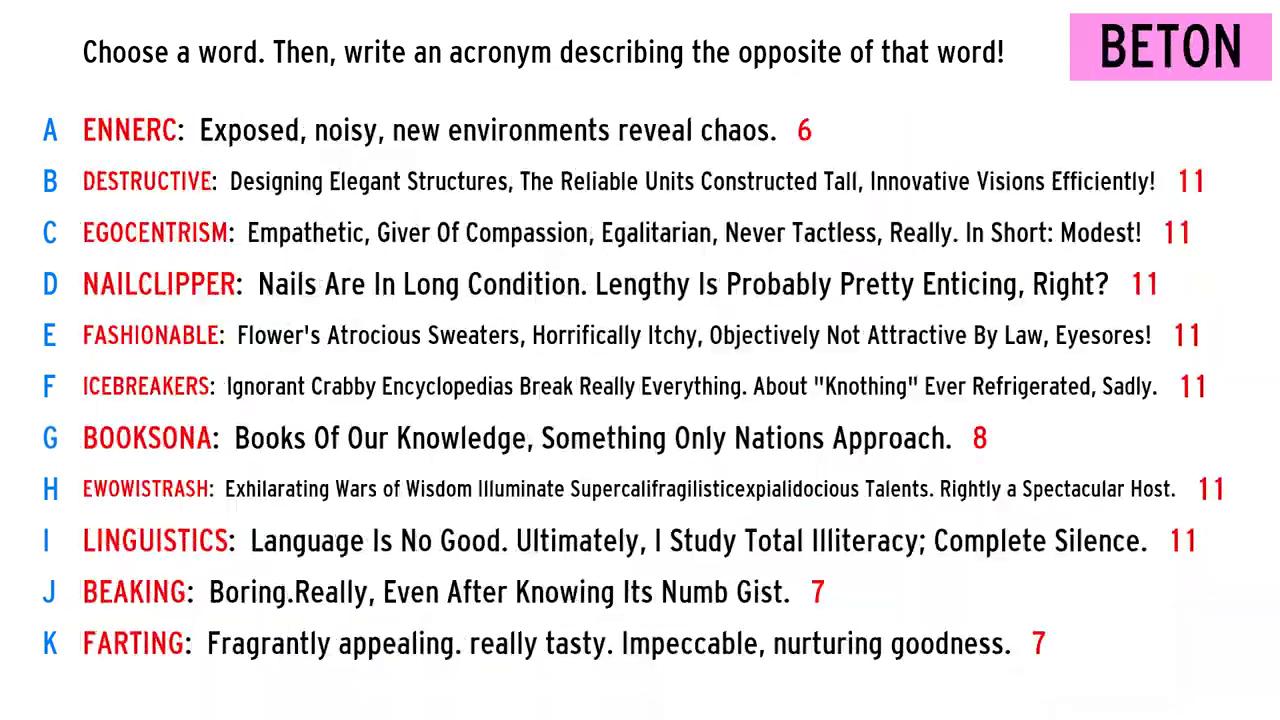 Choose a word. Then, write an acronym describing the opposite of that word!
BETON
A ENNERC: Exposed, noisy, new environments reveal chaos. 6
B DESTRUCTIVE: Designing Elegant Structures, The Reliable Units Constructed Tall, Innovative Visions Efficiently! 11
C EGOCENTRISM: Empathetic, Giver Of Compassion, Egalitarian, Never Tactless, Really. In Short: Modest! 11
D NAILCLIPPER: Nails Are In Long Condition. Lengthy Is Probably Pretty Enticing, Right? 11
E FASHIONABLE: Flower's Atrocious Sweaters, Horrifically Itchy, Objectively Not Attractive By Law, Eyesores! 11
F ICEBREAKERS: Ignorant Crabby Encyclopedias Break Really Everything. About "Knothing" Ever Refrigerated, Sadly. 11
G BOOKSONA: Books Of Our Knowledge, Something Only Nations Approach. 8
H EWOWISTRASH: Exhilarating Wars of Wisdom Illuminate Supercalifragilisticexpialidocious Talents. Rightly a Spectacular Host. 11
I LINGUISTICS: Language Is No Good. Ultimately, I Study Total Illiteracy; Complete Silence. 11
J BEAKING: Boring.Really, Even After Knowing Its Numb Gist. 7
K FARTING: Fragrantly appealing. really tasty. Impeccable, nurturing goodness. 7